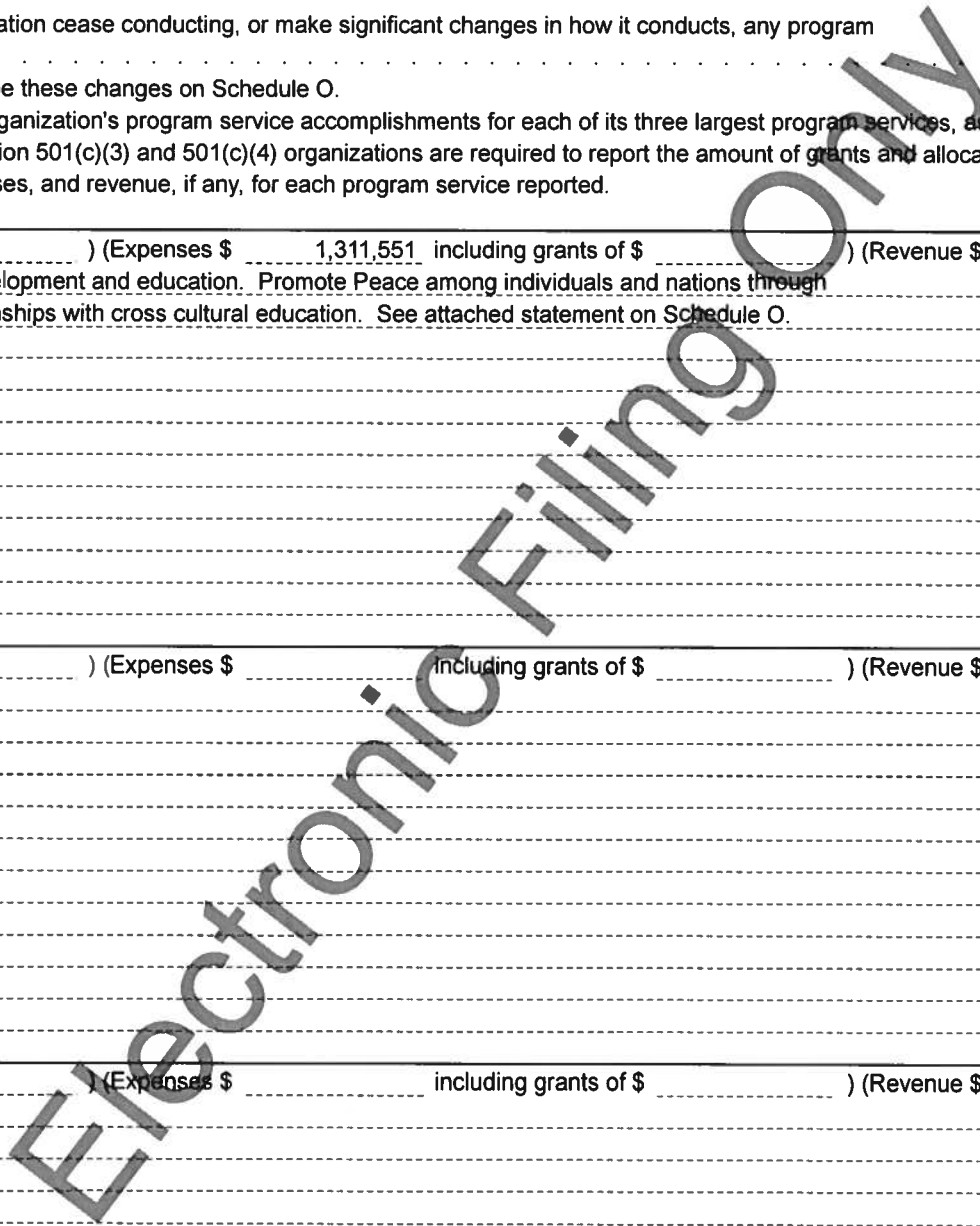 ation cease conducting, or make significant changes in how it conducts, any program
e these changes on Schedule O.
ganization's program service accomplishments for each of its three largest program services, a
ion 501(c)(3) and 501(c)(4) organizations are required to report the amount of grants and alloca
ses, and revenue, if any, for each program service reported.
) (Expenses $ 1,311,551 including grants of $ ) (Revenue $
lopment and education. Promote Peace among individuals and nations through
ships with cross cultural education. See attached statement on Schedule O.
) (Expenses $ including grants of $ ) (Revenue $
) (Expenses $ including grants of $ ) (Revenue $
Electronic Filing Only